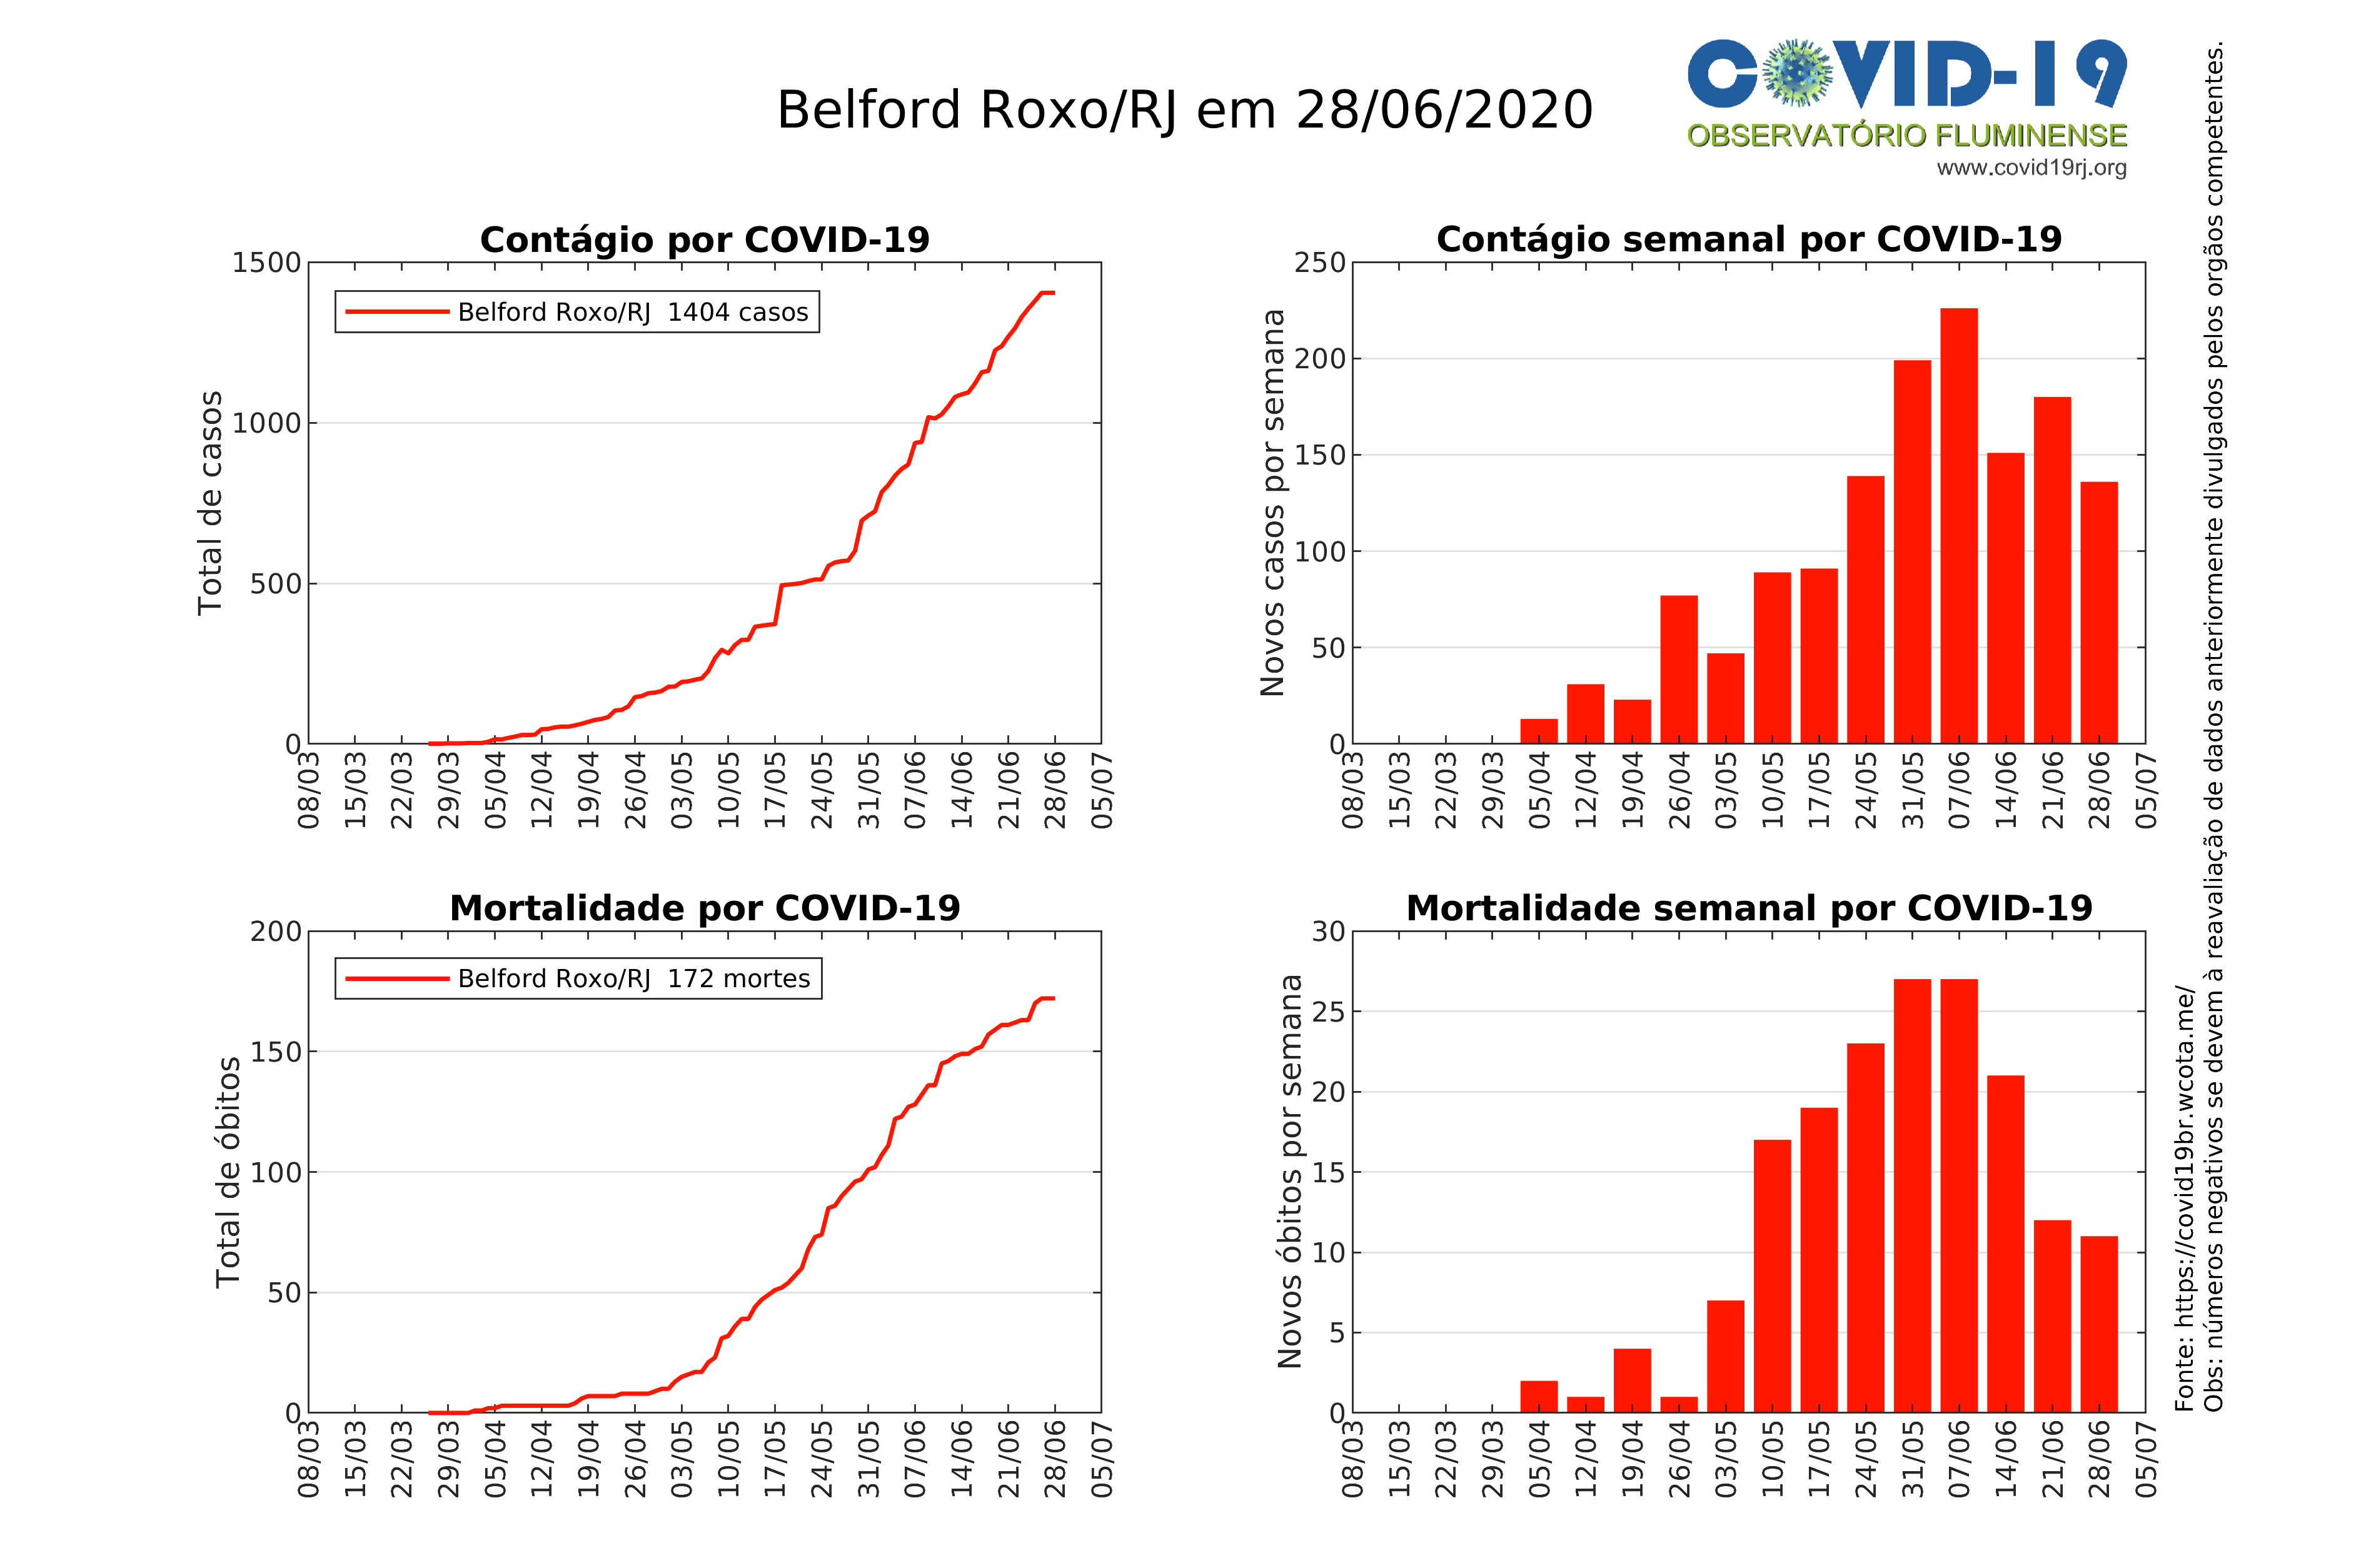 Belford Roxo/RJ em 28/06/2020
COVID-19
OBSERVATÓRIO FLUMINENSE
www.covid19rj.org
Contágio por COVID-19
Total de casos
1500
1000
500
0
Belford Roxo/RJ  1404 casos
08/03 15/03 22/03 29/03 05/04 12/04 19/04 26/04 03/05 10/05 17/05 24/05 31/05 07/06 14/06 21/06 28/06 05/07
Contágio semanal por COVID-19
Novos casos por semana
250
200
150
100
50
0
08/03 15/03 22/03 29/03 05/04 12/04 19/04 26/04 03/05 10/05 17/05 24/05 31/05 07/06 14/06 21/06 28/06 05/07
Mortalidade por COVID-19
Total de óbitos
200
150
100
50
0
Belford Roxo/RJ  172 mortes
08/03 15/03 22/03 29/03 05/04 12/04 19/04 26/04 03/05 10/05 17/05 24/05 31/05 07/06 14/06 21/06 28/06 05/07
Mortalidade semanal por COVID-19
Novos óbitos por semana
30
25
20
15
10
5
0
08/03 15/03 22/03 29/03 05/04 12/04 19/04 26/04 03/05 10/05 17/05 24/05 31/05 07/06 14/06 21/06 28/06 05/07
Fonte: https://covid19br.wcota.me/
Obs: números negativos se devem à reavaliação de dados anteriormente divulgados pelos orgãos competentes.